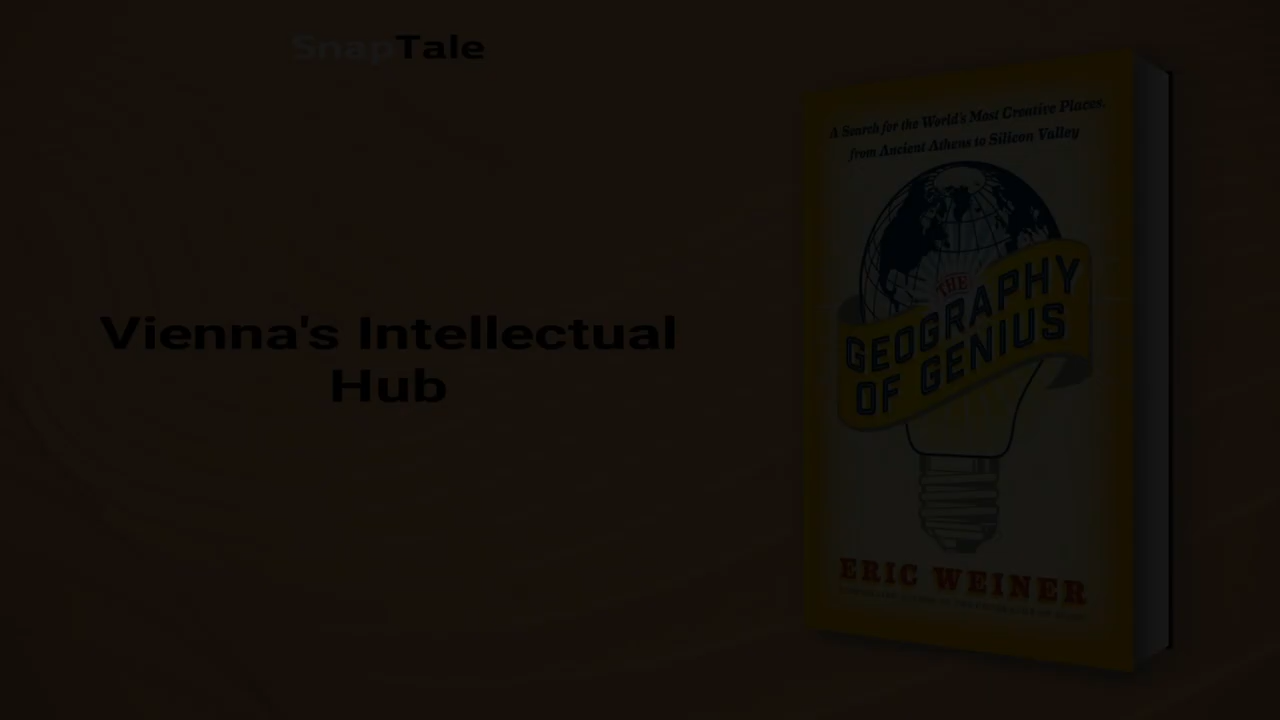 SnapTale
Vienna's Intellectual
Hub
A Search for the World's Most Creative Places,
from Ancient Athens to Silicon Valley
THE
GEOGRAPHY
OF GENIUS
ERIC WEINER